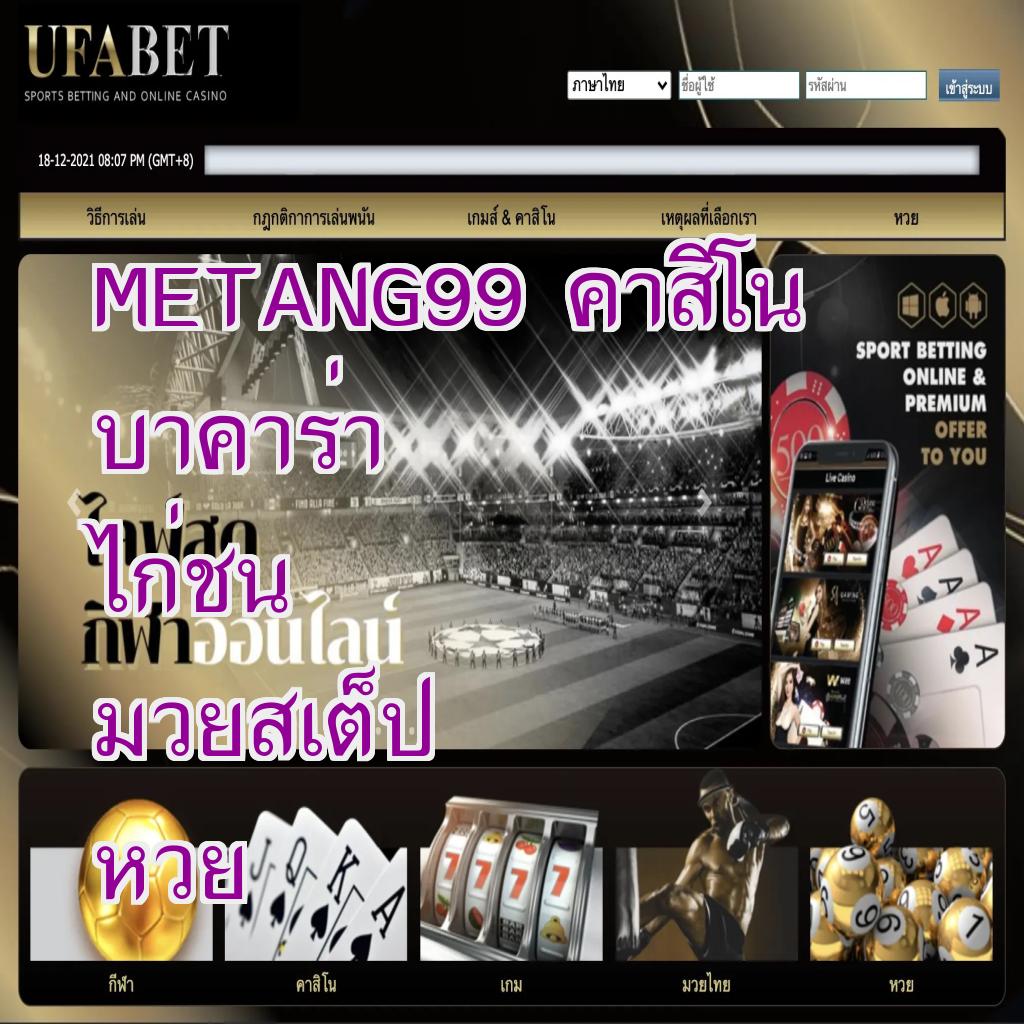 UFABET
SPORTS BETTING AND ONLINE CASINO
ภาษาไทย ชื่อผู้ใช้ รหัสผ่าน เข้าสู่ระบบ
18-12-2021 08:07 PM (GMT+8)
วิธีการเล่น กฎกติกาการเล่นพนัน เกมส์ & คาสิโน เหตุผลที่เลือกเรา หวย
METANG99 คาสิโน
บาคาร่า
ไก่ชน
มวยสเต็ป
หวย
SPORT BETTING
ONLINE &
PREMIUM
OFFER
TO YOU
Live Casino
500
กีฬาออนไลน์
J Q K A
7 7 7 7
กีฬา คาสิโน เกม มวยไทย หวย